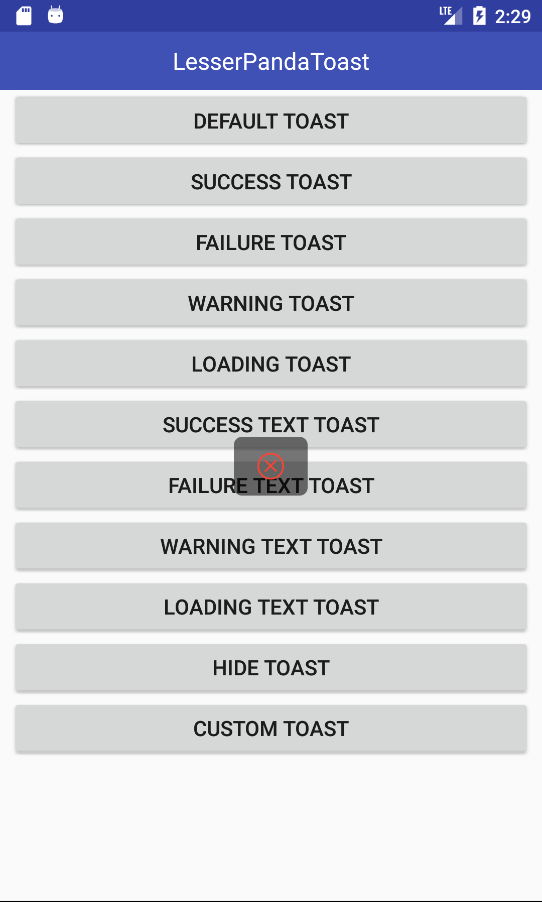 LTE 2:29
LesserPandaToast
DEFAULT TOAST
SUCCESS TOAST
FAILURE TOAST
WARNING TOAST
LOADING TOAST
SUCCESS TEXT TOAST
FAILURE TEXT TOAST
WARNING TEXT TOAST
LOADING TEXT TOAST
HIDE TOAST
CUSTOM TOAST